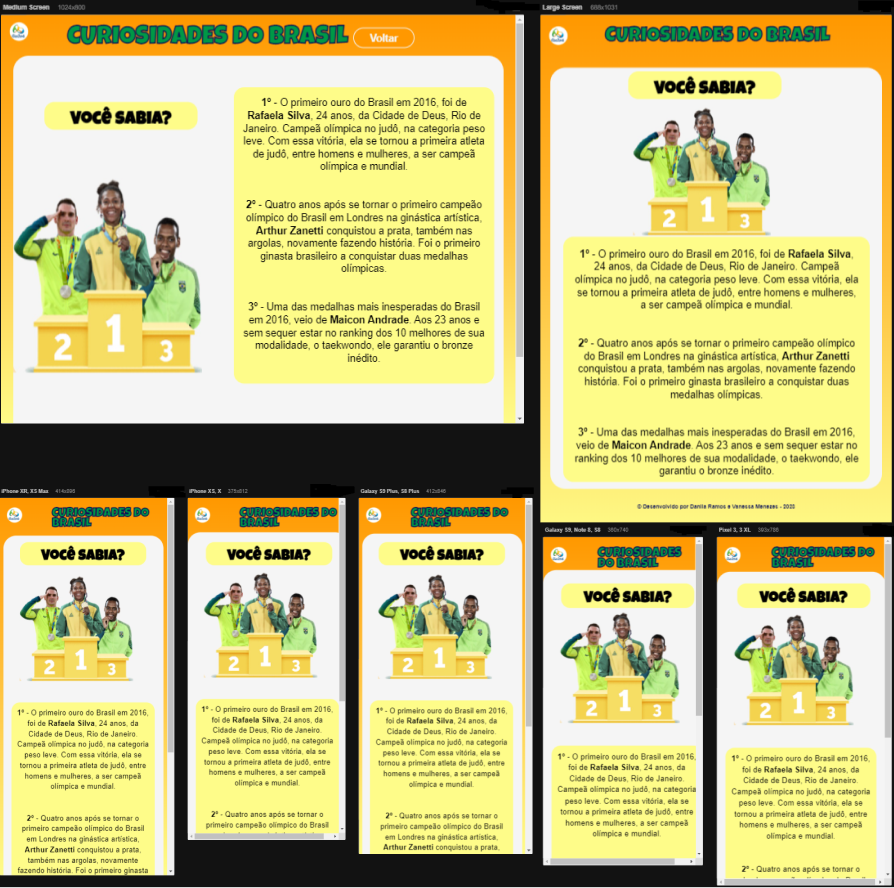 Medium Screen 1024x800
CURIOSIDADES DO BRASIL
Voltar
VOCÊ SABIA?
2 1 3
1º - O primeiro ouro do Brasil em 2016, foi de
Rafaela Silva, 24 anos, da Cidade de Deus, Rio de
Janeiro. Campeã olímpica no judô, na categoria peso
leve. Com essa vitória, ela se tornou a primeira atleta
de judô, entre homens e mulheres, a ser campeã
olímpica e mundial.
2º - Quatro anos após se tornar o primeiro campeão
olímpico do Brasil em Londres na ginástica artística,
Arthur Zanetti conquistou a prata, também nas
argolas, novamente fazendo história. Foi o primeiro
ginasta brasileiro a conquistar duas medalhas
olímpicas.
3º - Uma das medalhas mais inesperadas do Brasil
em 2016, veio de Maicon Andrade. Aos 23 anos e
sem sequer estar no ranking dos 10 melhores de sua
modalidade, o taekwondo, ele garantiu o bronze
inédito.
Large Screen
CURIOSIDADES DO BRASIL
VOCÊ SABIA?
2 1 3
1º - O primeiro ouro do Brasil em 2016, foi de Rafaela Silva,
24 anos, da Cidade de Deus, Rio de Janeiro. Campeã
olímpica no judô, na categoria peso leve. Com essa vitória, ela
se tornou a primeira atleta de judô, entre homens e mulheres,
a ser campeã olímpica e mundial.
2º - Quatro anos após se tornar o primeiro campeão olímpico
do Brasil em Londres na ginástica artística, Arthur Zanetti
conquistou a prata, também nas argolas, novamente fazendo
história. Foi o primeiro ginasta brasileiro a conquistar duas
medalhas olímpicas.
3º - Uma das medalhas mais inesperadas do Brasil em 2016,
veio de Maicon Andrade. Aos 23 anos e sem sequer estar no
ranking dos 10 melhores de sua modalidade, o taekwondo, ele
garantiu o bronze inédito.
© Desenvolvido por Danila Ramos e Vanessa Menezes - 2022
iPhone XR, XS Max 414x896
CURIOSIDADES DO
BRASIL
VOCÊ SABIA?
2 1 3
1º - O primeiro ouro do Brasil em 2016,
foi de Rafaela Silva, 24 anos, da
Cidade de Deus, Rio de Janeiro.
Campeã olímpica no judô, na categoria
peso leve. Com essa vitória, ela se
tornou a primeira atleta de judô, entre
homens e mulheres, a ser campeã
olímpica e mundial.
2º - Quatro anos após se tornar o
primeiro campeão olímpico do Brasil
em Londres na ginástica artística,
Arthur Zanetti conquistou a prata,
também nas argolas, novamente
fazendo história. Foi o primeiro ginasta
iPhone XS, X 375x812
CURIOSIDADES DO
BRASIL
VOCÊ SABIA?
2 1 3
1º - O primeiro ouro do Brasil em 2016,
foi de Rafaela Silva, 24 anos, da
Cidade de Deus, Rio de Janeiro.
Campeã olímpica no judô, na categoria
peso leve. Com essa vitória, ela se
tornou a primeira atleta de judô, entre
homens e mulheres, a ser campeã
olímpica e mundial.
2º - Quatro anos após se tornar o
primeiro campeão olímpico do Brasil
Galaxy S9 Plus, S8 Plus 412x846
CURIOSIDADES DO
BRASIL
VOCÊ SABIA?
2 1 3
1º - O primeiro ouro do Brasil em 2016,
foi de Rafaela Silva, 24 anos, da
Cidade de Deus, Rio de Janeiro.
Campeã olímpica no judô, na categoria
peso leve. Com essa vitória, ela se
tornou a primeira atleta de judô, entre
homens e mulheres, a ser campeã
olímpica e mundial.
2º - Quatro anos após se tornar o
primeiro campeão olímpico do Brasil
em Londres na ginástica artística,
Arthur Zanetti conquistou a prata,
Galaxy S9, Note 8, S8 360x740
CURIOSIDADES
DO BRASIL
VOCÊ SABIA?
2 1 3
1º - O primeiro ouro do Brasil em 2016,
foi de Rafaela Silva, 24 anos, da
Cidade de Deus, Rio de Janeiro.
Campeã olímpica no judô, na categoria
peso leve. Com essa vitória, ela se
tornou a primeira atleta de judô, entre
homens e mulheres, a ser campeã
olímpica e mundial.
Pixel 3, 3 XL
CURIOSIDADES DO
BRASIL
VOCÊ SABIA?
2 1 3
1º - O primeiro ouro do Brasil em 2016,
foi de Rafaela Silva, 24 anos, da
Cidade de Deus, Rio de Janeiro.
Campeã olímpica no judô, na categoria
peso leve. Com essa vitória, ela se
tornou a primeira atleta de judô, entre
homens e mulheres, a ser campeã
olímpica e mundial.
2º - Quatro anos após se tornar o